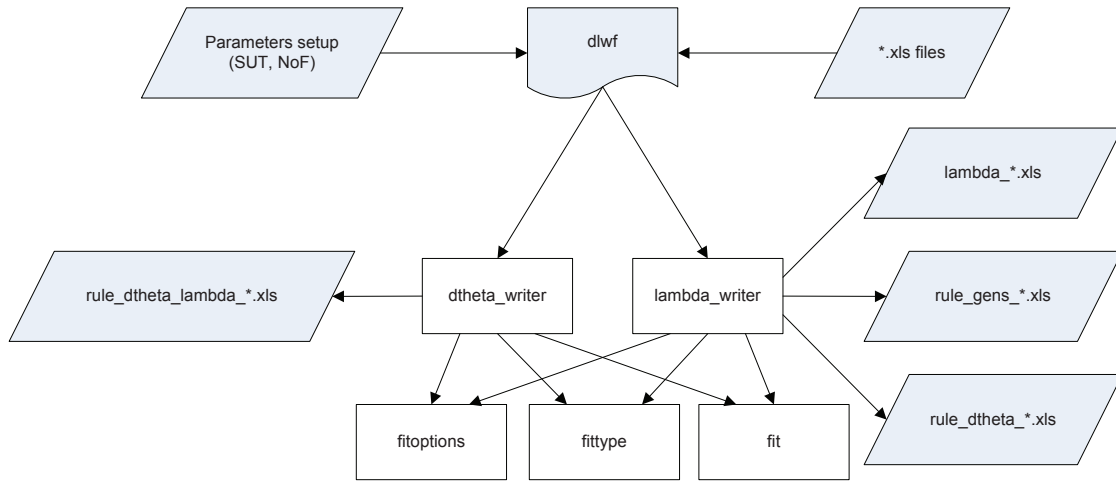 Parameters setup
(SUT, NoF)
dlwf
*.xls files
lambda_*.xls
rule_dtheta_lambda_*.xls
dtheta_writer
lambda_writer
rule_gens_*.xls
rule_dtheta_*.xls
fitoptions
fittype
fit